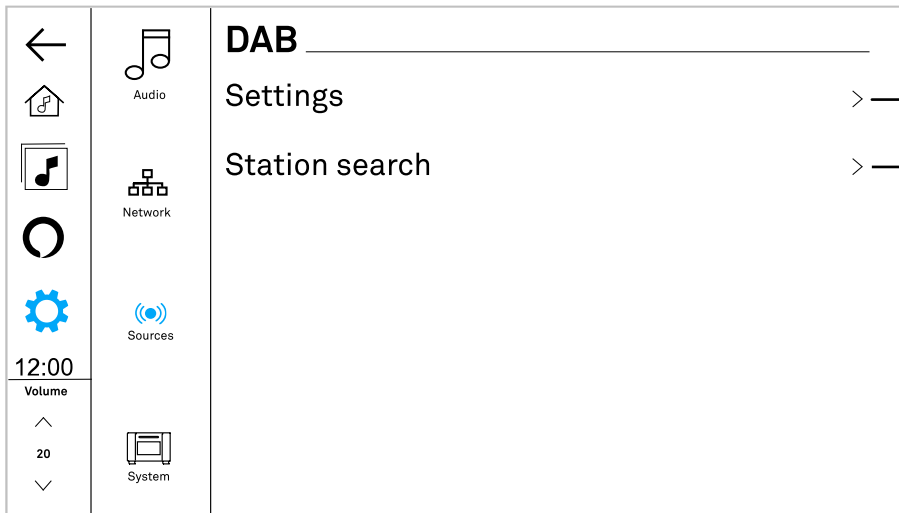 DAB
Audio
Settings
Station search
Network
Sources
12:00
Volume
20
System